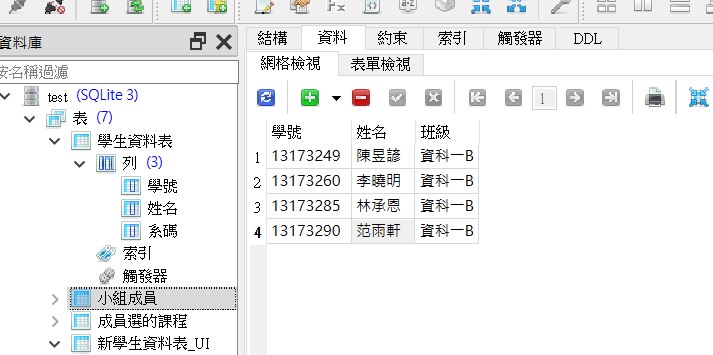 資料庫
按名稱過濾
test (SQLite 3)
表 (7)
學生資料表
列 (3)
學號
姓名
系碼
索引
觸發器
小組成員
成員選的課程
新學生資料表_UI
結構 資料 約束 索引 觸發器 DDL
網格檢視 表單檢視
1
學號 姓名 班級
1 13173249 陳昱諺 資科一B
2 13173260 李曉明 資科一B
3 13173285 林承恩 資科一B
4 13173290 范雨軒 資科一B